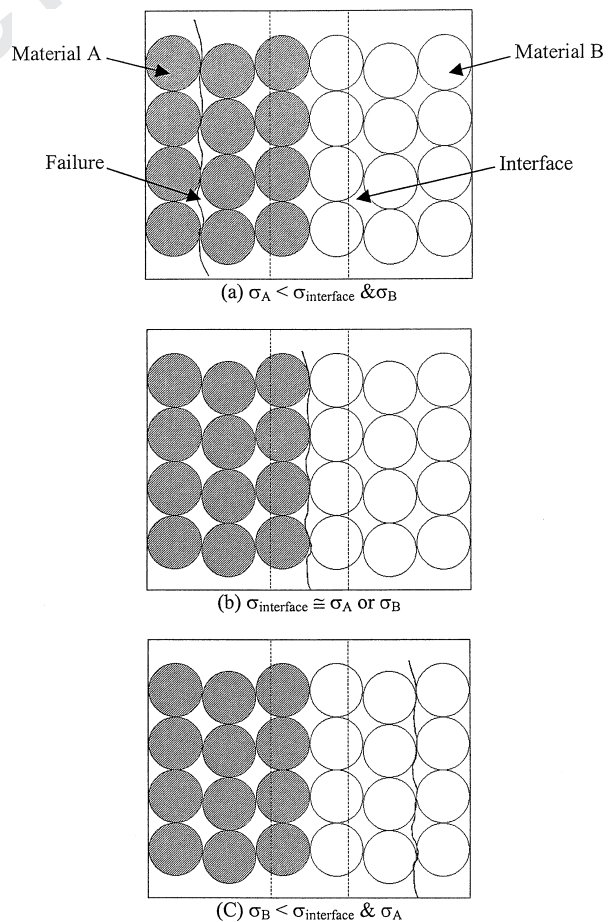 Material A
Material B
Failure
Interface
(a) σA < σinterface &σB
(b) σinterface ≅ σA or σB
(C) σB < σinterface & σA